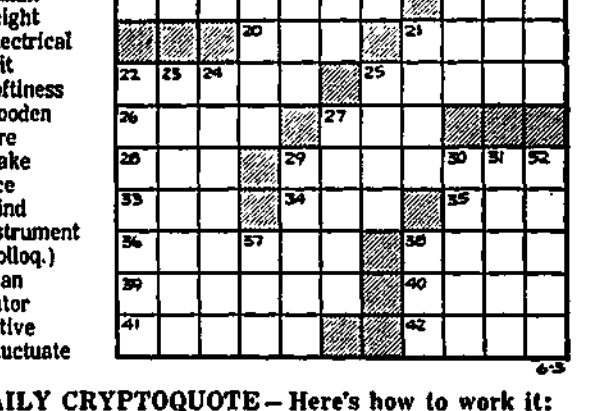 eight
ectrical
it
oftiness
ooden
re
ake
ce
ind
strument
olloq.)
an
utor
tive
uctuate
20 21
22 23 24 25
26 27
28 29 30 31 32
33 34 35
36 37 38
39 40
41 42
6-3
AILY CRYPTOQUOTE — Here's how to work it: